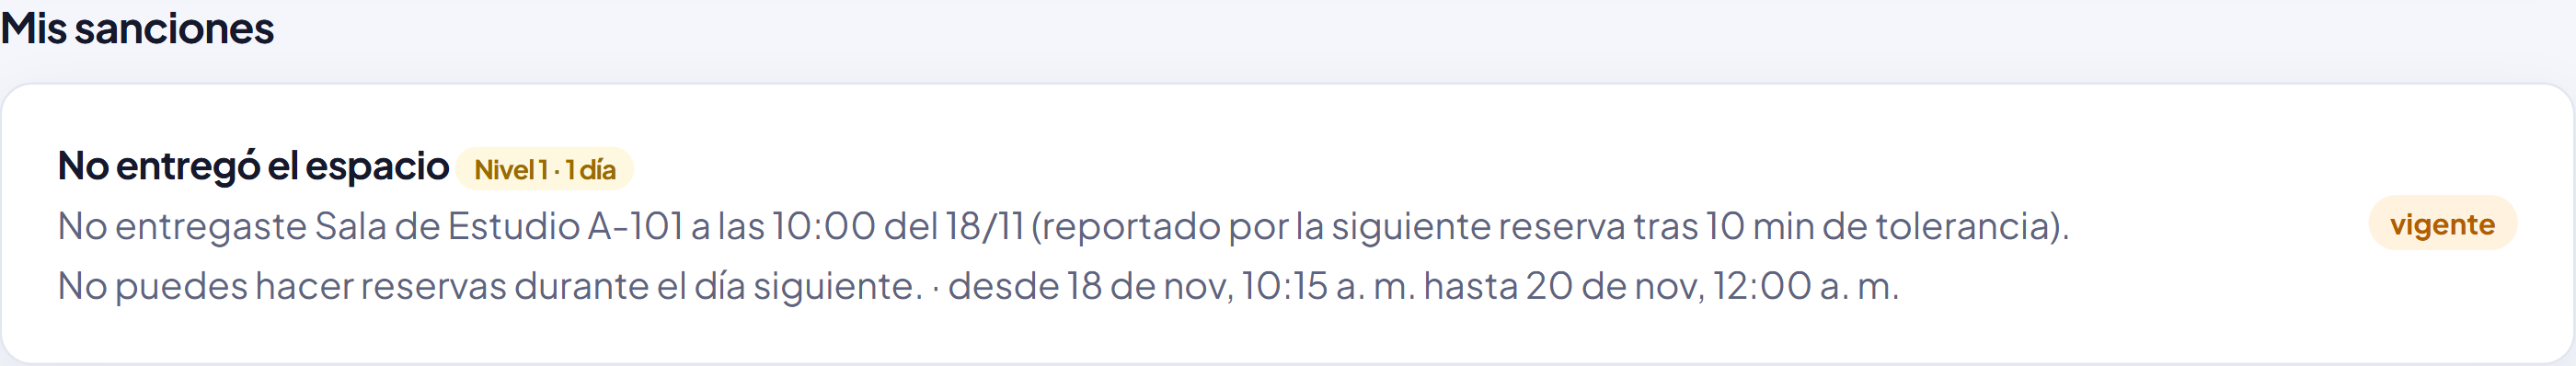 Mis sanciones
No entregó el espacio Nivel 1 · 1 día
No entregaste Sala de Estudio A-101 a las 10:00 del 18/11 (reportado por la siguiente reserva tras 10 min de tolerancia).
vigente
No puedes hacer reservas durante el día siguiente. · desde 18 de nov, 10:15 a. m. hasta 20 de nov, 12:00 a. m.